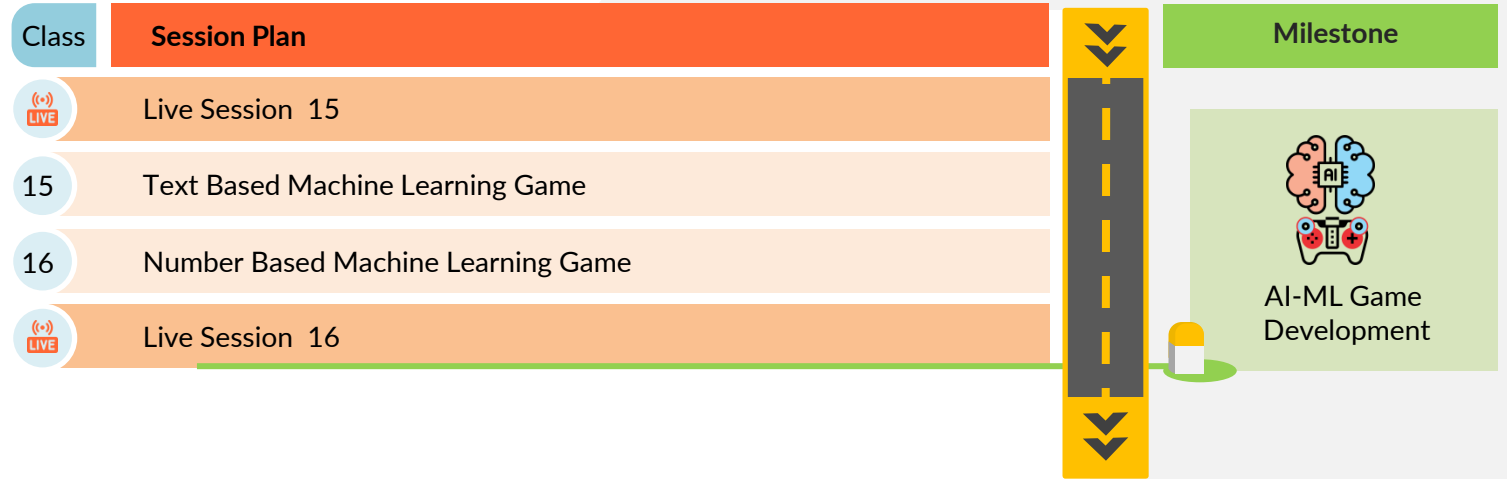 Class Session Plan Milestone
LIVE Live Session 15
15 Text Based Machine Learning Game
AI
16 Number Based Machine Learning Game
LIVE Live Session 16
AI-ML Game
Development